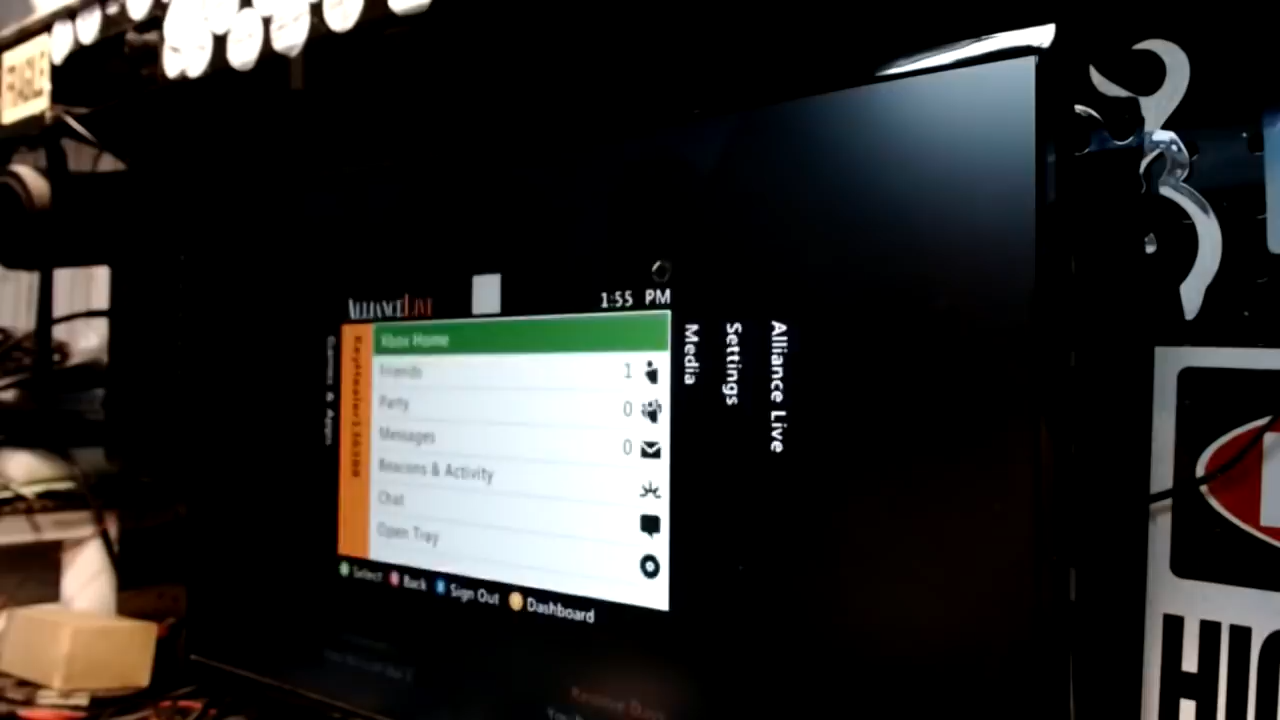 ALLIANCELIVE
1:55 PM
Games & Apps
Xbox Home
Friends 1
Party 0
Messages 0
Beacons & Activity
Chat
Open Tray
Media
Settings
Alliance Live
Select Back Sign Out Dashboard
HIG